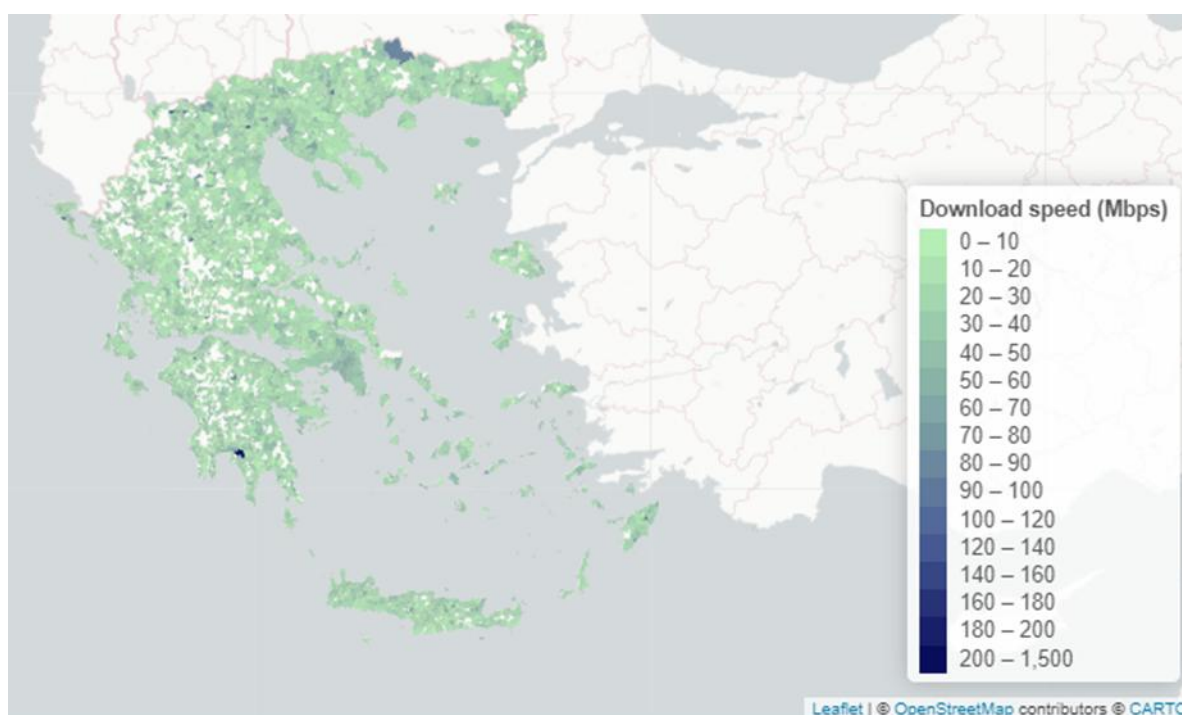 Download speed (Mbps)
0 – 10
10 – 20
20 – 30
30 – 40
40 – 50
50 – 60
60 – 70
70 – 80
80 – 90
90 – 100
100 – 120
120 – 140
140 – 160
160 – 180
180 – 200
200 – 1,500
Leaflet | © OpenStreetMap contributors © CARTO